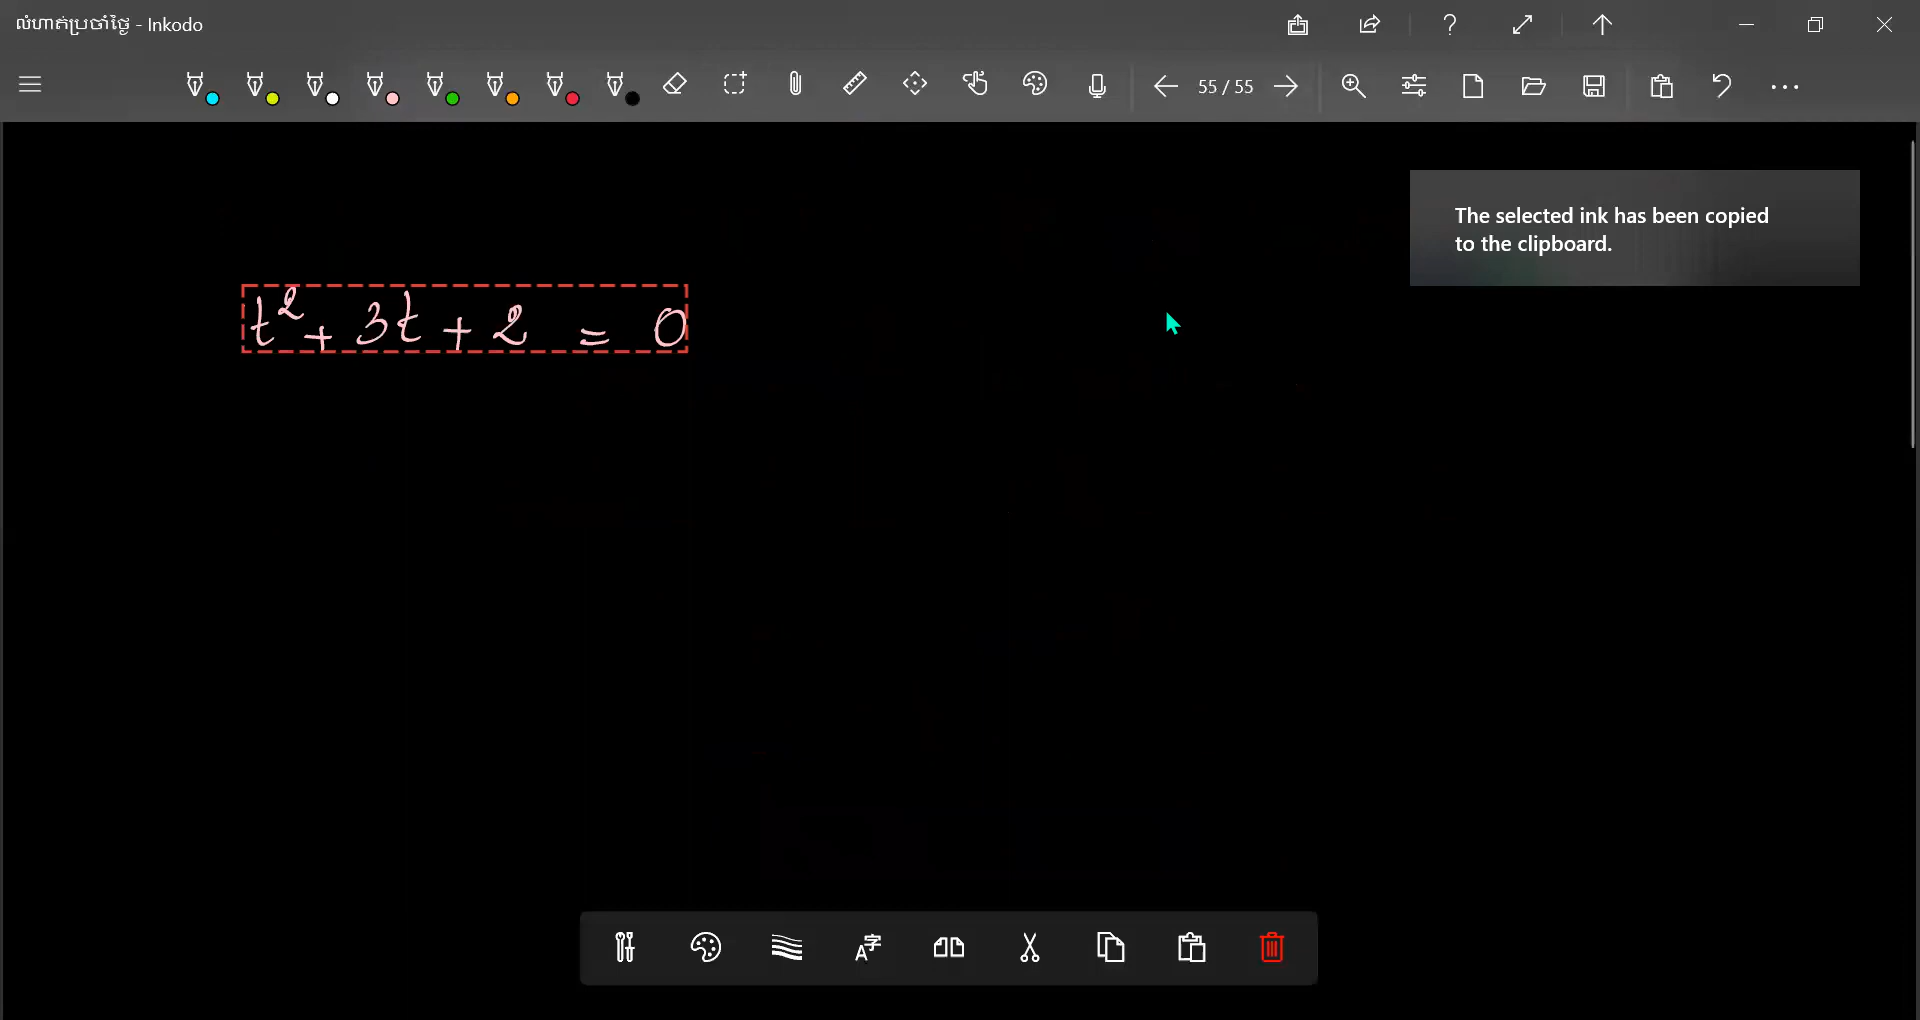 លំហាត់ប្រចាំថ្ងៃ - Inkodo
55 / 55
The selected ink has been copied
to the clipboard.
t² + 3t + 2 = 0